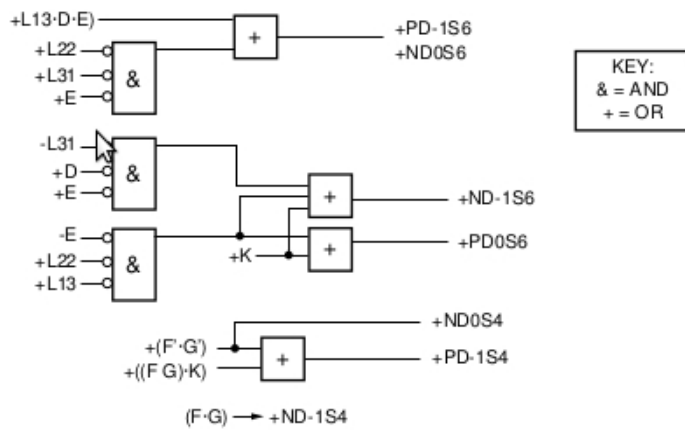 +L13·D·E)
+
+PD-1S6
+ND0S6
+L22
+L31
+E
&
KEY:
& = AND
+ = OR
-L31
+D
+E
&
+
+ND-1S6
-E
+L22
+L13
&
+K
+
+PD0S6
+ND0S4
+(F'·G')
+((F G)·K)
+
+PD-1S4
(F·G)
+ND-1S4